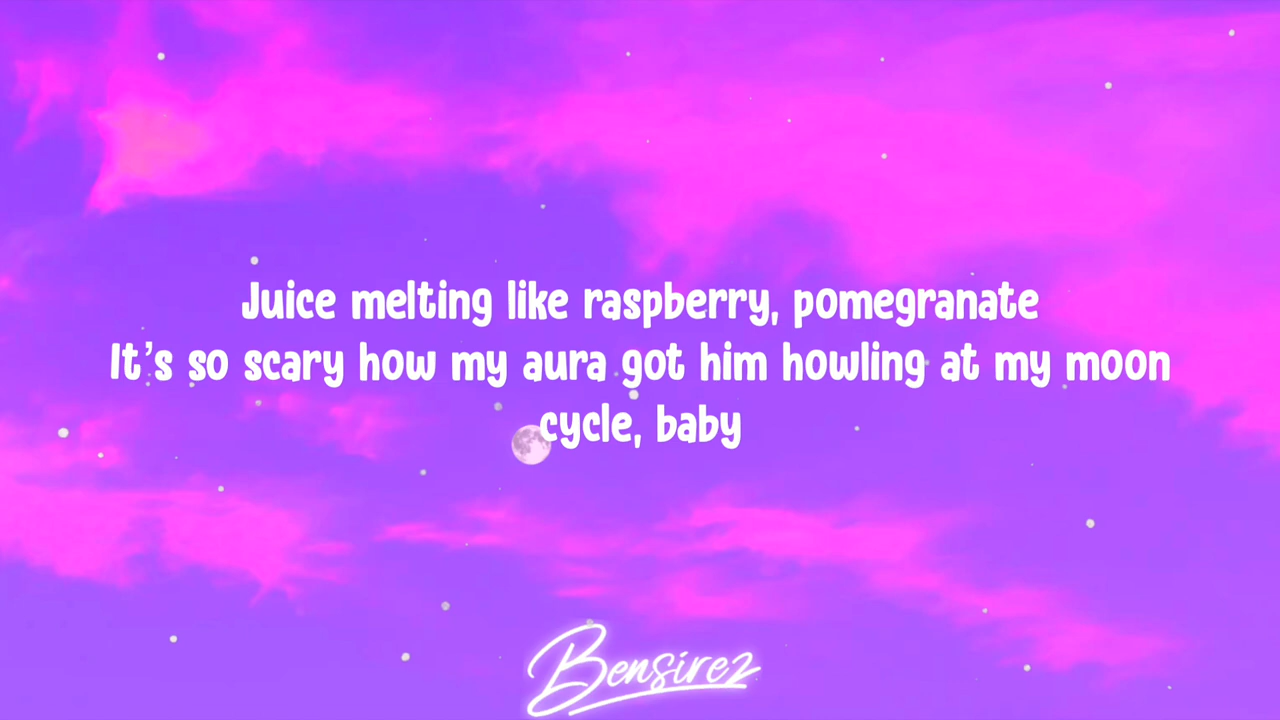 Juice melting like raspberry, pomegranate
It's so scary how my aura got him howling at my moon
cycle, baby
Bensirez